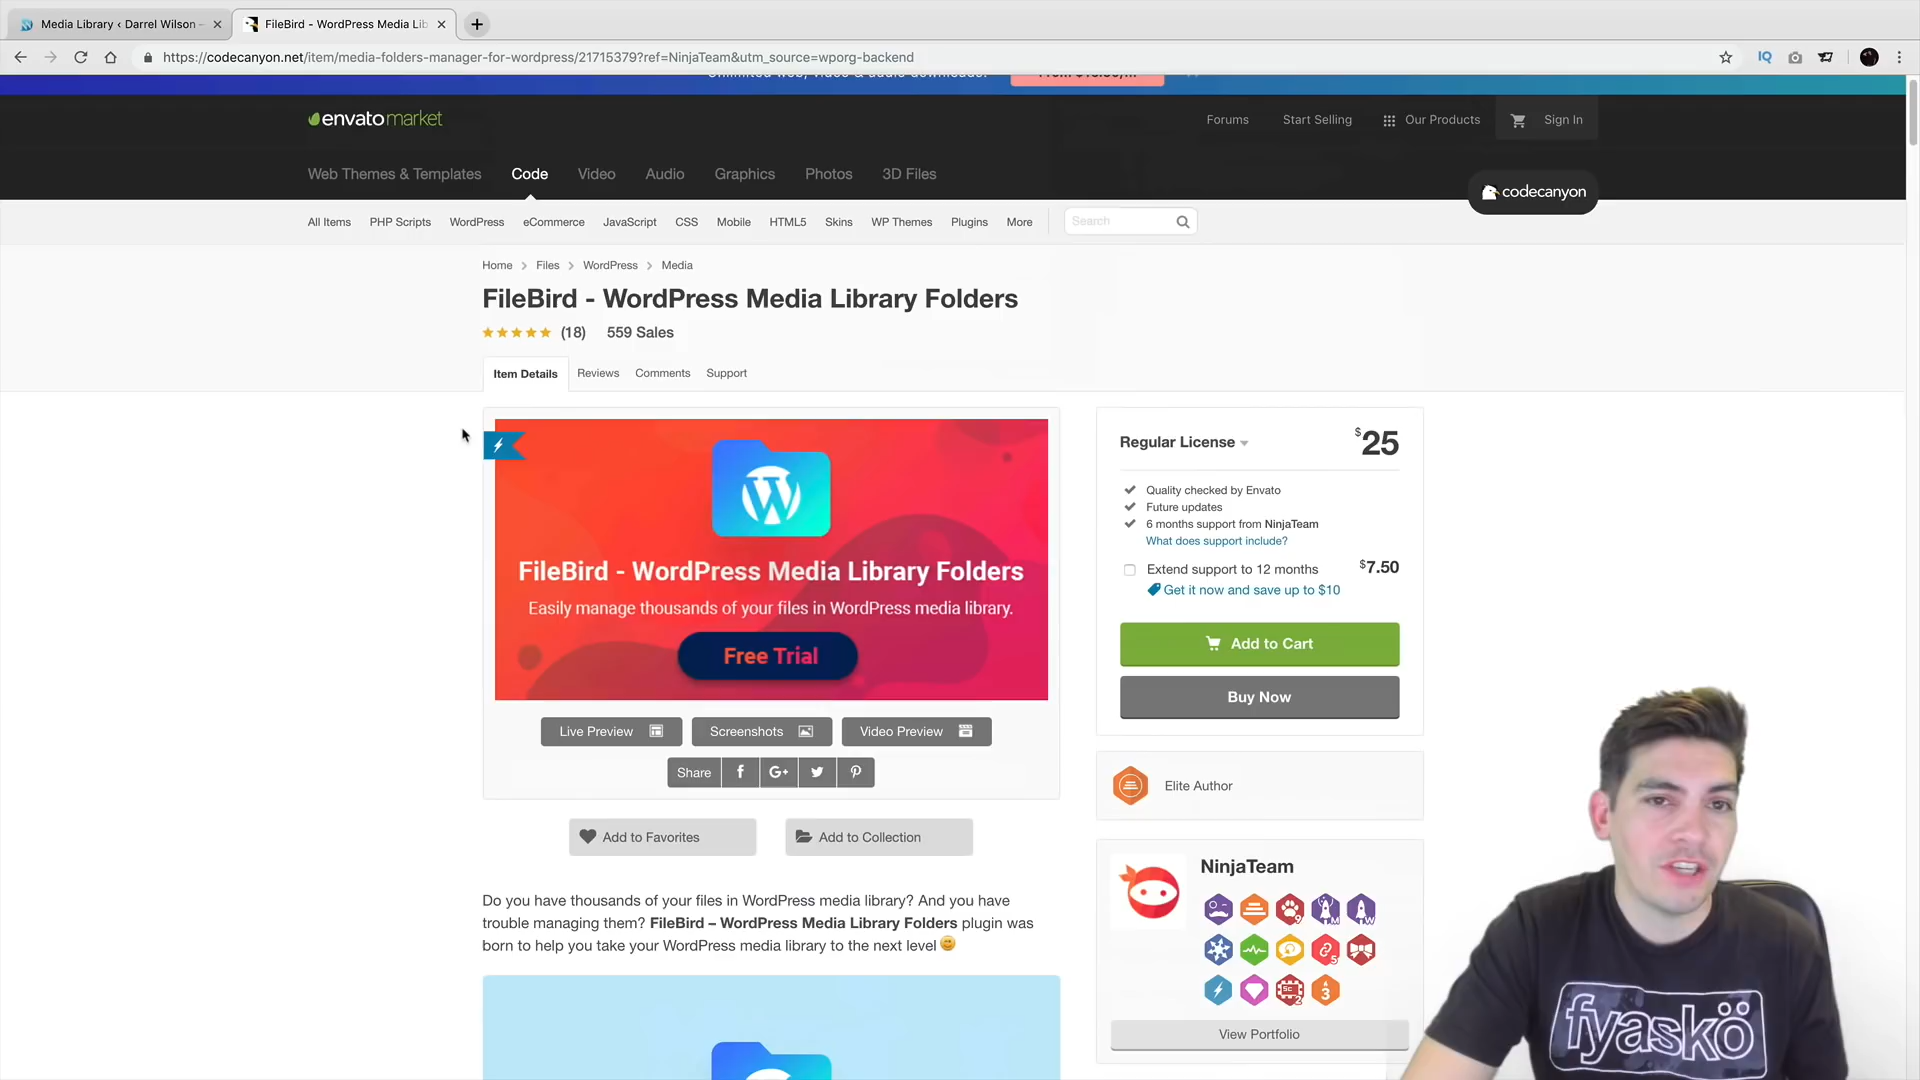 Media Library ‹ Darrel Wilson –
FileBird - WordPress Media Lib
https://codecanyon.net/item/media-folders-manager-for-wordpress/21715379?ref=NinjaTeam&utm_source=wporg-backend
IQ
envato market
Forums
Start Selling
Our Products
Sign In
Web Themes & Templates
Code
Video
Audio
Graphics
Photos
3D Files
codecanyon
All Items
PHP Scripts
WordPress
eCommerce
JavaScript
CSS
Mobile
HTML5
Skins
WP Themes
Plugins
More
Search
Home
Files
WordPress
Media
FileBird - WordPress Media Library Folders
(18)
559 Sales
Item Details
Reviews
Comments
Support
FileBird - WordPress Media Library Folders
Easily manage thousands of your files in WordPress media library.
Free Trial
Live Preview
Screenshots
Video Preview
Share
Add to Favorites
Add to Collection
Do you have thousands of your files in WordPress media library? And you have
trouble managing them? FileBird – WordPress Media Library Folders plugin was
born to help you take your WordPress media library to the next level
Regular License
$25
Quality checked by Envato
Future updates
6 months support from NinjaTeam
What does support include?
Extend support to 12 months
$7.50
Get it now and save up to $10
Add to Cart
Buy Now
Elite Author
NinjaTeam
View Portfolio
fyaskö